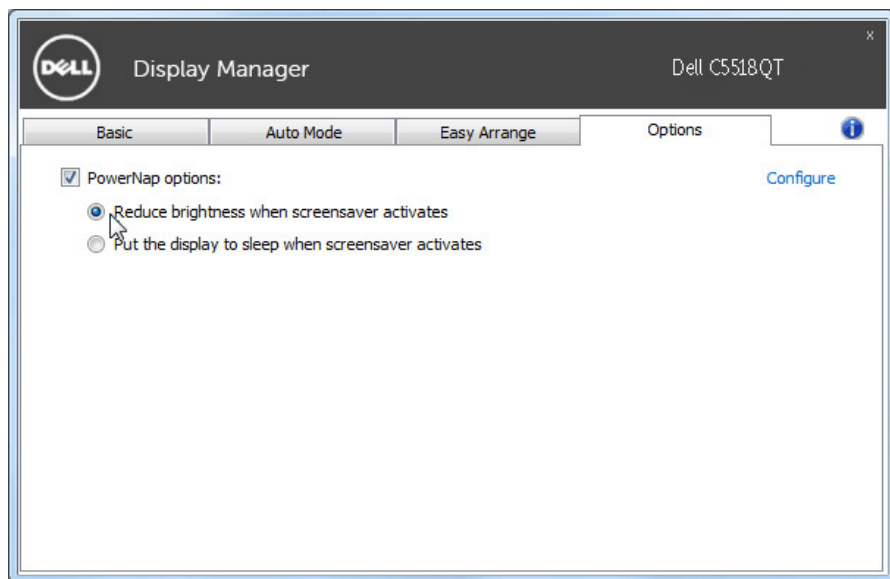 DELL Display Manager Dell C5518QT x
Basic Auto Mode Easy Arrange Options i
PowerNap options: Configure
Reduce brightness when screensaver activates
Put the display to sleep when screensaver activates